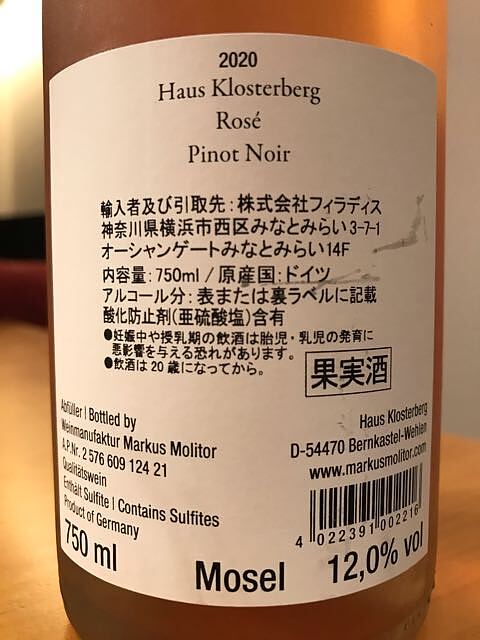 2020
Haus Klosterberg
Rosé
Pinot Noir
輸入者及び引取先：株式会社フィラディス
神奈川県横浜市西区みなとみらい3-7-1
オーシャンゲートみなとみらい14F
内容量：750ml / 原産国：ドイツ
アルコール分：表または裏ラベルに記載
酸化防止剤(亜硫酸塩)含有
●妊娠中や授乳期の飲酒は胎児・乳児の発育に
悪影響を与える恐れがあります。
●飲酒は20歳になってから。
果実酒
Abfüller | Bottled by
Weinmanufaktur Markus Molitor
A.P.Nr. 2 576 609 124 21
Qualitätswein
Enthält Sulfite | Contains Sulfites
Product of Germany
750 ml
Mosel
Haus Klosterberg
D-54470 Bernkastel-Wehlen
www.markusmolitor.com
4 022391 002216
12,0% vol